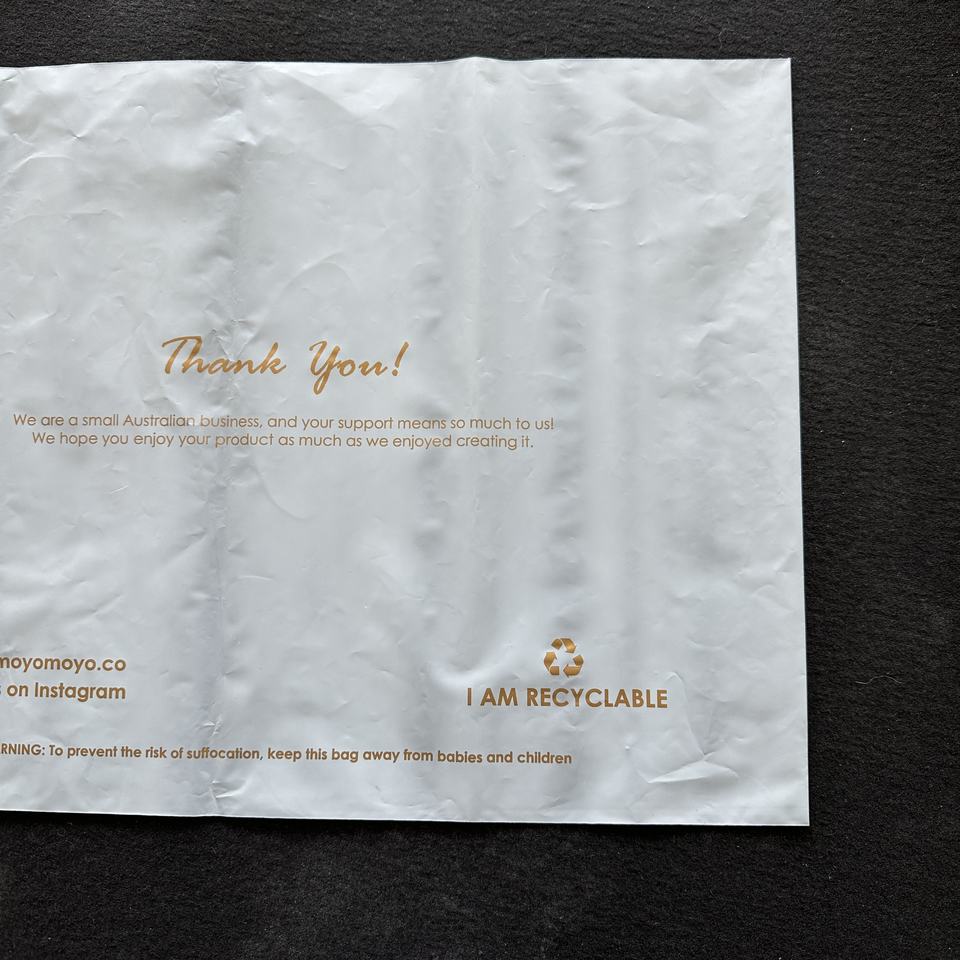 Thank You!
We are a small Australian business, and your support means so much to us!
We hope you enjoy your product as much as we enjoyed creating it.
moyomoyo.co
on Instagram
I AM RECYCLABLE
RNING: To prevent the risk of suffocation, keep this bag away from babies and children